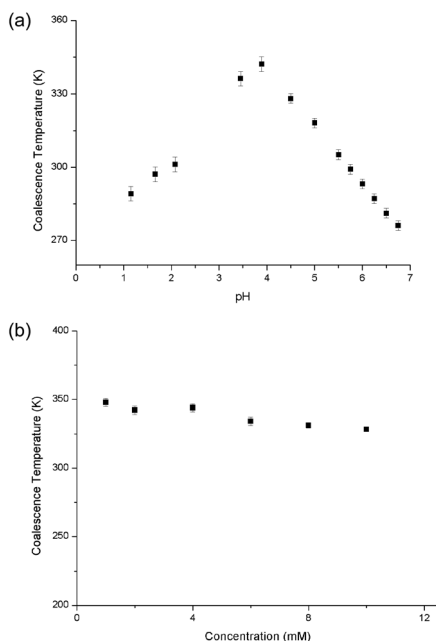 (a)
360
330
300
270
Coalescence Temperature (K)
0 1 2 3 4 5 6 7
pH
(b)
400
350
300
250
200
Coalescence Temperature (K)
0 4 8 12
Concentration (mM)